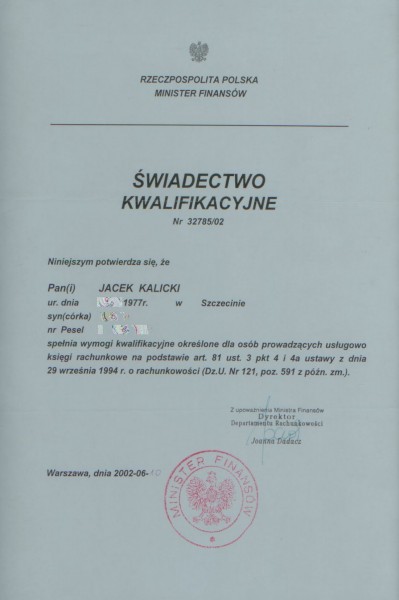 RZECZPOSPOLITA POLSKA
MINISTER FINANSÓW
ŚWIADECTWO
KWALIFIKACYJNE
Nr 32785/02
Niniejszym potwierdza się, że
Pan(i) JACEK KALICKI
ur. dnia 1977r. w Szczecinie
syn(córka)
nr Pesel
spełnia wymogi kwalifikacyjne określone dla osób prowadzących usługowo
księgi rachunkowe na podstawie art. 81 ust. 3 pkt 4 i 4a ustawy z dnia
29 września 1994 r. o rachunkowości (Dz.U. Nr 121, poz. 591 z późn. zm.).
Z upoważnienia Ministra Finansów
Dyrektor
Departamentu Rachunkowości
Joanna Dadacz
Warszawa, dnia 2002-06-
MINISTER FINANSÓW